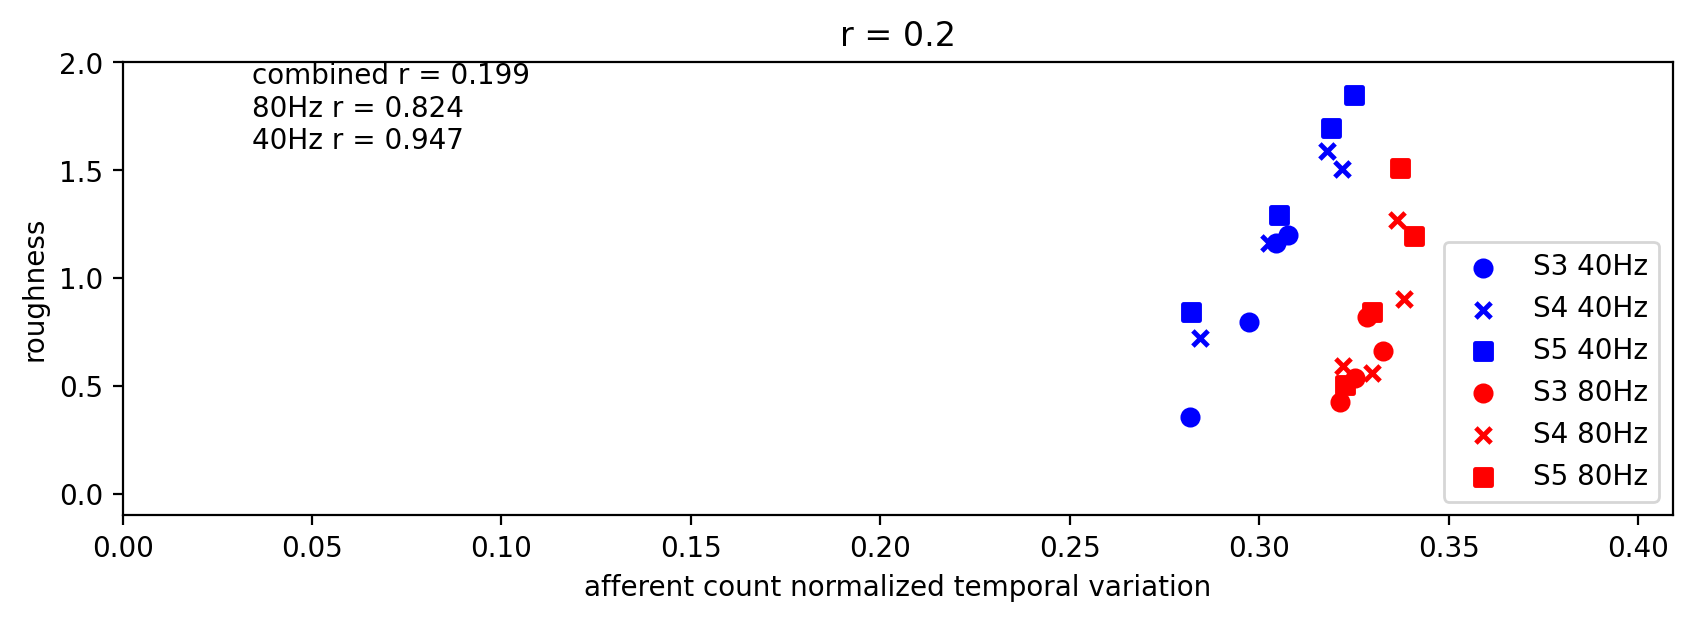 r = 0.2
combined r = 0.199
80Hz r = 0.824
40Hz r = 0.947
2.0
1.5
1.0
0.5
0.0
roughness
S3 40Hz
S4 40Hz
S5 40Hz
S3 80Hz
S4 80Hz
S5 80Hz
0.00 0.05 0.10 0.15 0.20 0.25 0.30 0.35 0.40
afferent count normalized temporal variation